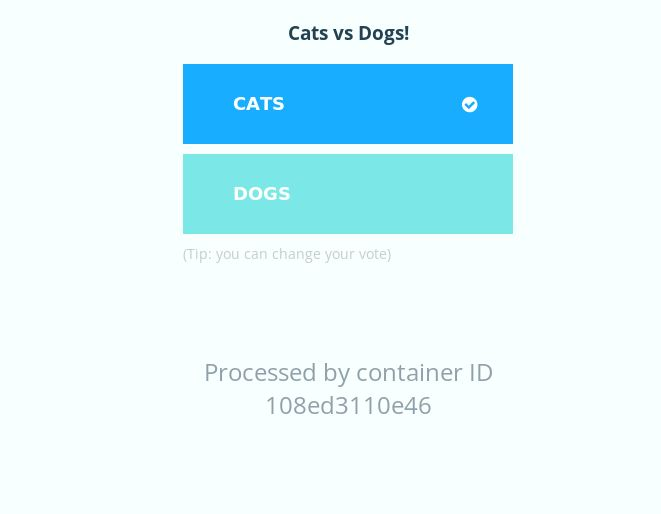 Cats vs Dogs!
CATS
DOGS
(Tip: you can change your vote)
Processed by container ID
108ed3110e46